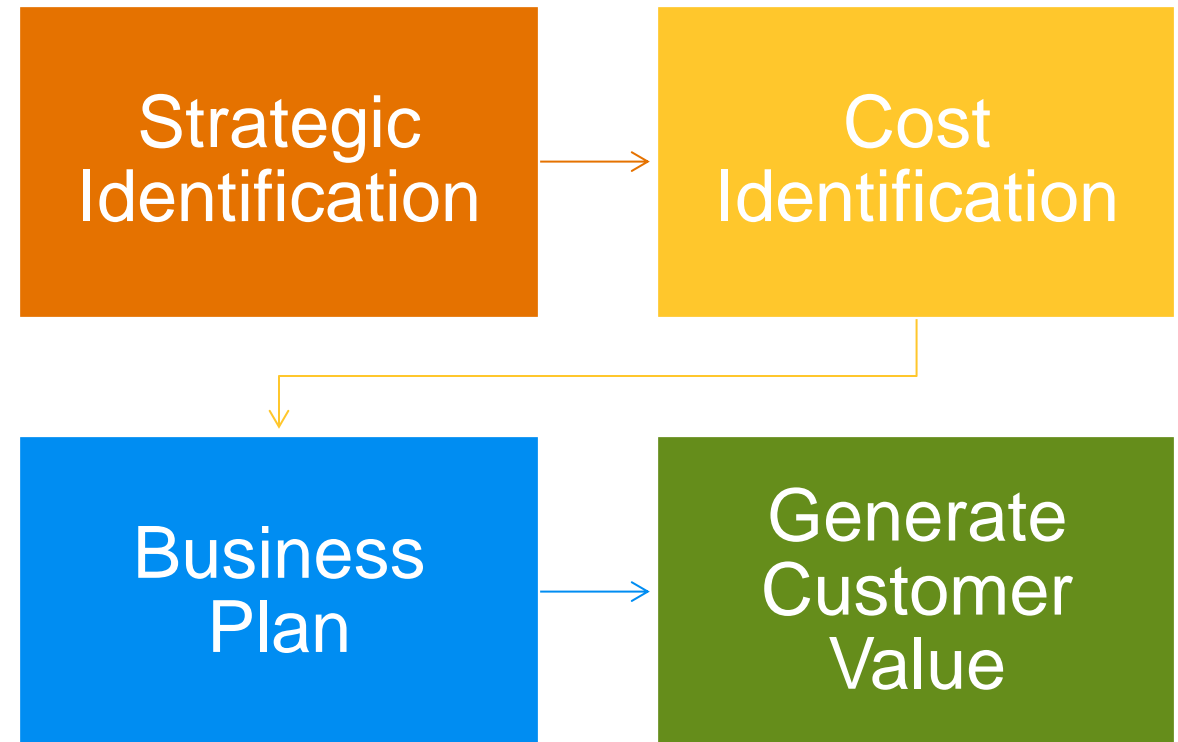 Strategic
Identification
Cost
Identification
Business
Plan
Generate
Customer
Value